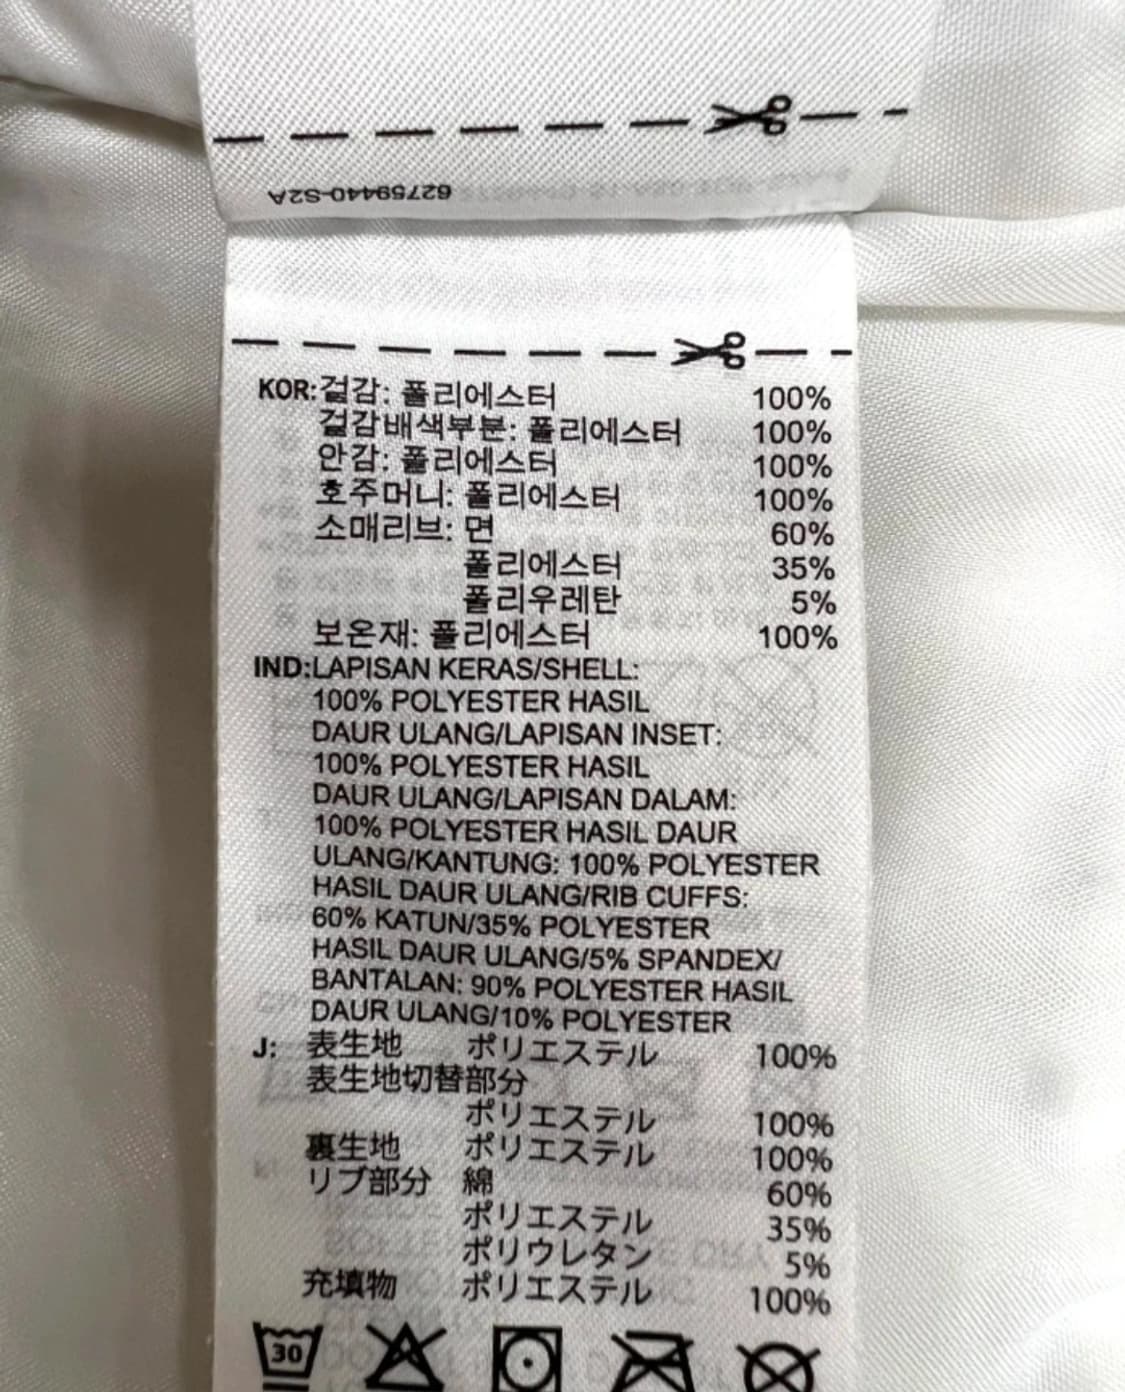 62759440-S2A
KOR:겉감: 폴리에스터 100%
겉감배색부분: 폴리에스터 100%
안감: 폴리에스터 100%
호주머니: 폴리에스터 100%
소매리브: 면 60%
폴리에스터 35%
폴리우레탄 5%
보온재: 폴리에스터 100%
IND:LAPISAN KERAS/SHELL:
100% POLYESTER HASIL
DAUR ULANG/LAPISAN INSET:
100% POLYESTER HASIL
DAUR ULANG/LAPISAN DALAM:
100% POLYESTER HASIL DAUR
ULANG/KANTUNG: 100% POLYESTER
HASIL DAUR ULANG/RIB CUFFS:
60% KATUN/35% POLYESTER
HASIL DAUR ULANG/5% SPANDEX/
BANTALAN: 90% POLYESTER HASIL
DAUR ULANG/10% POLYESTER
J: 表生地 ポリエステル 100%
表生地切替部分
ポリエステル 100%
裏生地 ポリエステル 100%
リブ部分 綿 60%
ポリエステル 35%
ポリウレタン 5%
充填物 ポリエステル 100%
30